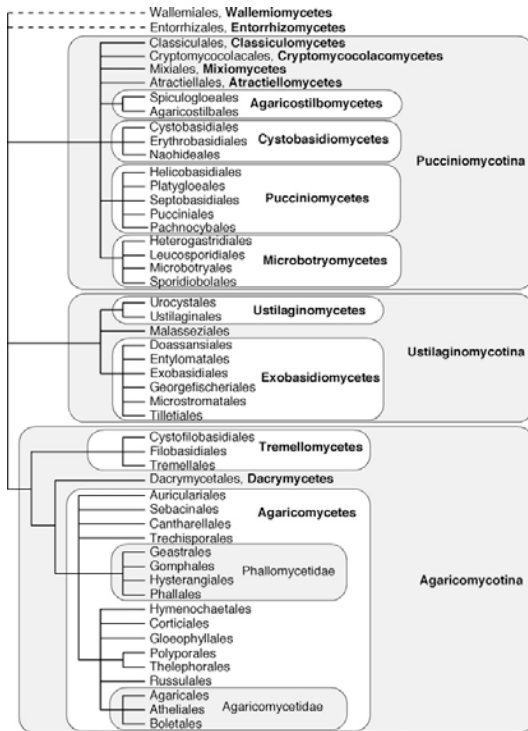 Wallemiales, Wallemiomycetes
Entorrhizales, Entorrhizomycetes
Classiculales, Classiculomycetes
Cryptomycocolacales, Cryptomycocolacomycetes
Mixiales, Mixiomycetes
Atractiellales, Atractiellomycetes
Spiculogloeales
Agaricostilbales
Agaricostilbomycetes
Cystobasidiales
Erythrobasidiales
Naohideales
Cystobasidiomycetes
Pucciniomycotina
Helicobasidiales
Platygloeales
Septobasidiales
Pucciniales
Pachnocybales
Pucciniomycetes
Heterogastridiales
Leucosporidiales
Microbotryales
Sporidiobolales
Microbotryomycetes
Urocystales
Ustilaginales
Ustilaginomycetes
Malasseziales
Ustilaginomycotina
Doassansiales
Entylomatales
Exobasidiales
Georgefischeriales
Microstromatales
Tilletiales
Exobasidiomycetes
Cystofilobasidiales
Filobasidiales
Tremellales
Tremellomycetes
Dacrymycetales, Dacrymycetes
Auriculariales
Sebacinales
Cantharellales
Trechisporales
Agaricomycetes
Geastrales
Gomphales
Hysterangiales
Phallales
Phallomycetidae
Agaricomycotina
Hymenochaetales
Corticiales
Gloeophyllales
Polyporales
Thelephorales
Russulales
Agaricales
Atheliales
Boletales
Agaricomycetidae